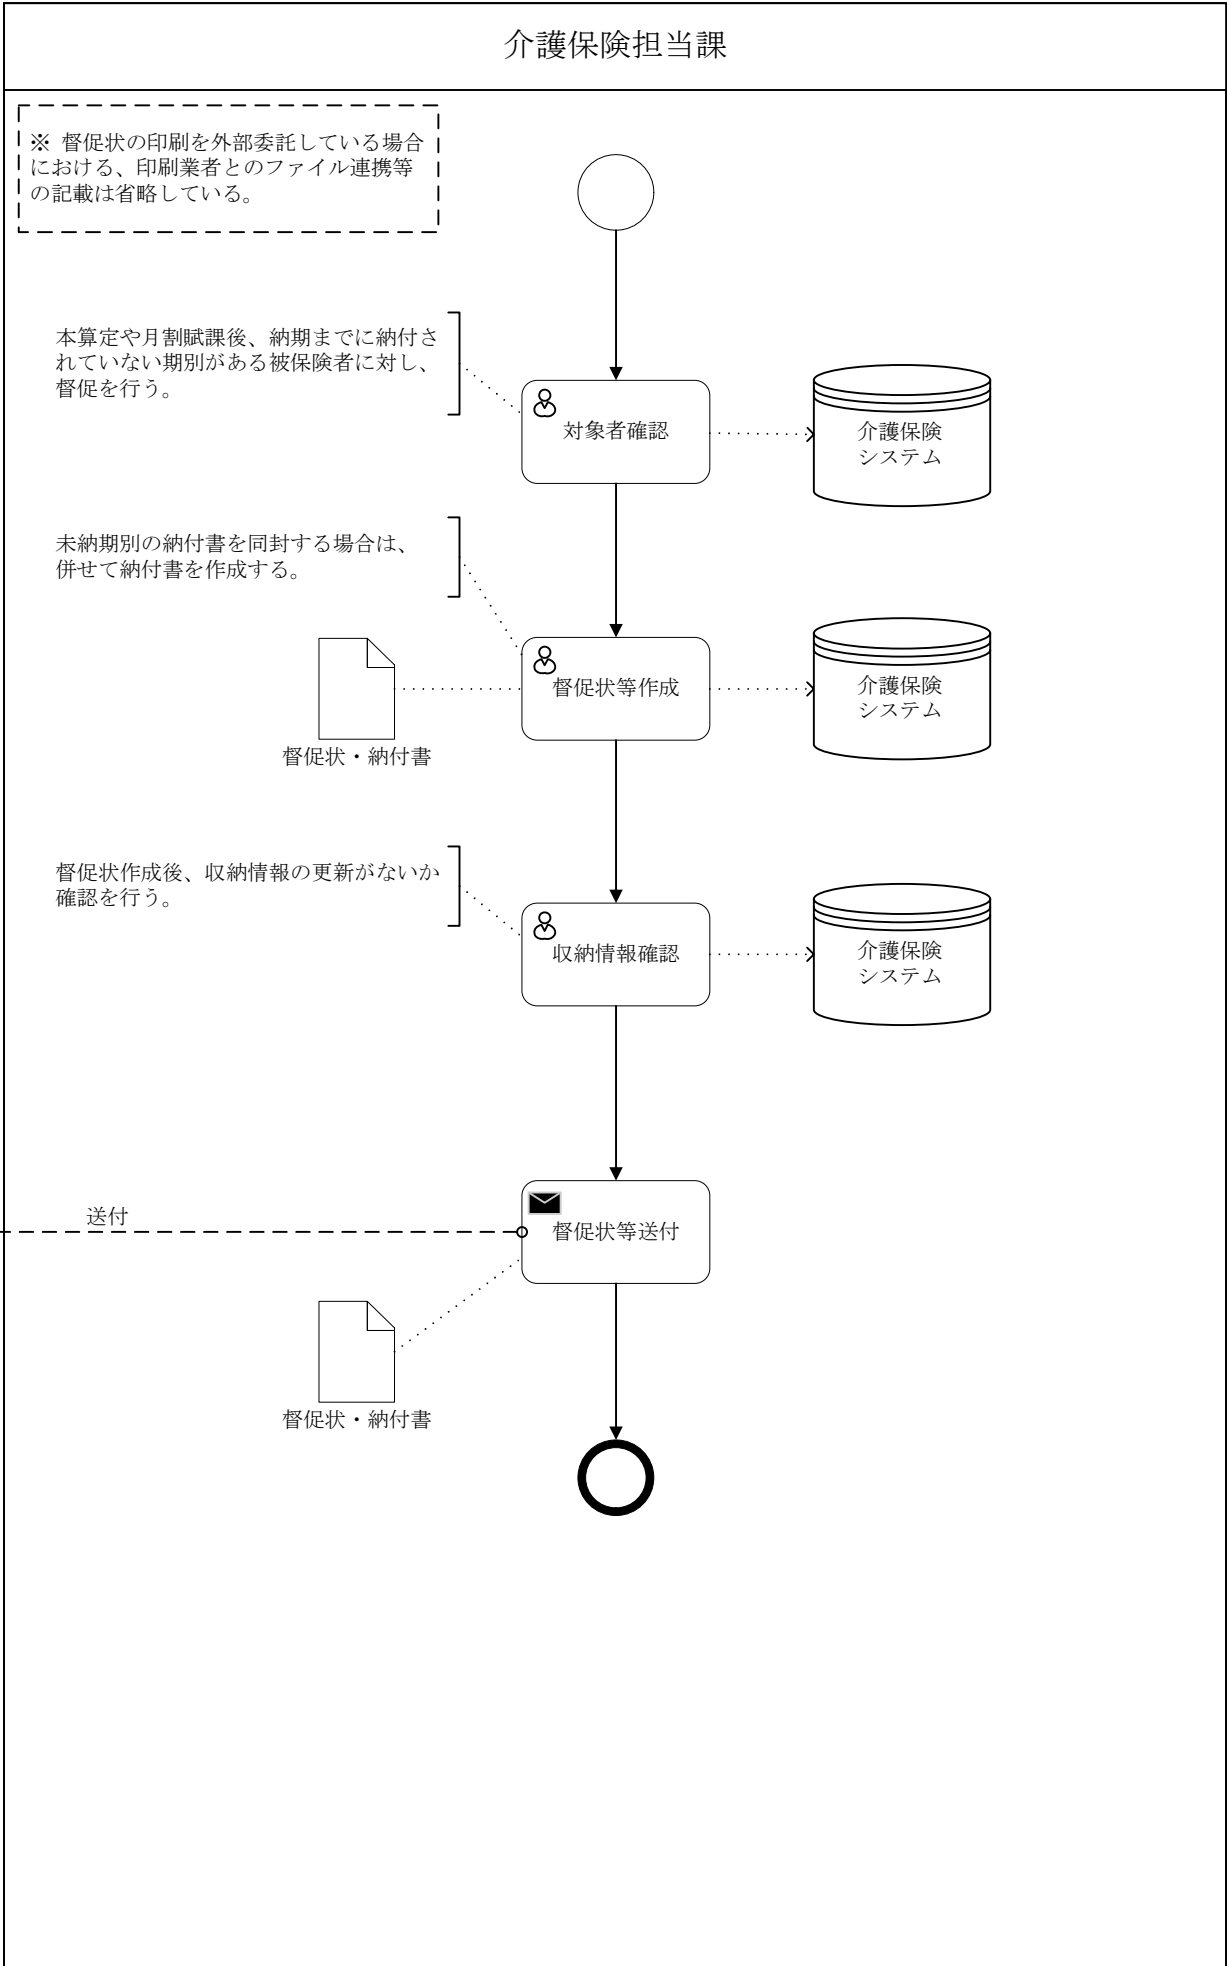 介護保険担当課
※ 督促状の印刷を外部委託している場合
における、印刷業者とのファイル連携等
の記載は省略している。
本算定や月割賦課後、納期までに納付さ
れていない期別がある被保険者に対し、
督促を行う。
対象者確認
介護保険
システム
未納期別の納付書を同封する場合は、
併せて納付書を作成する。
督促状等作成
介護保険
システム
督促状・納付書
督促状作成後、収納情報の更新がないか
確認を行う。
収納情報確認
介護保険
システム
送付
督促状等送付
督促状・納付書